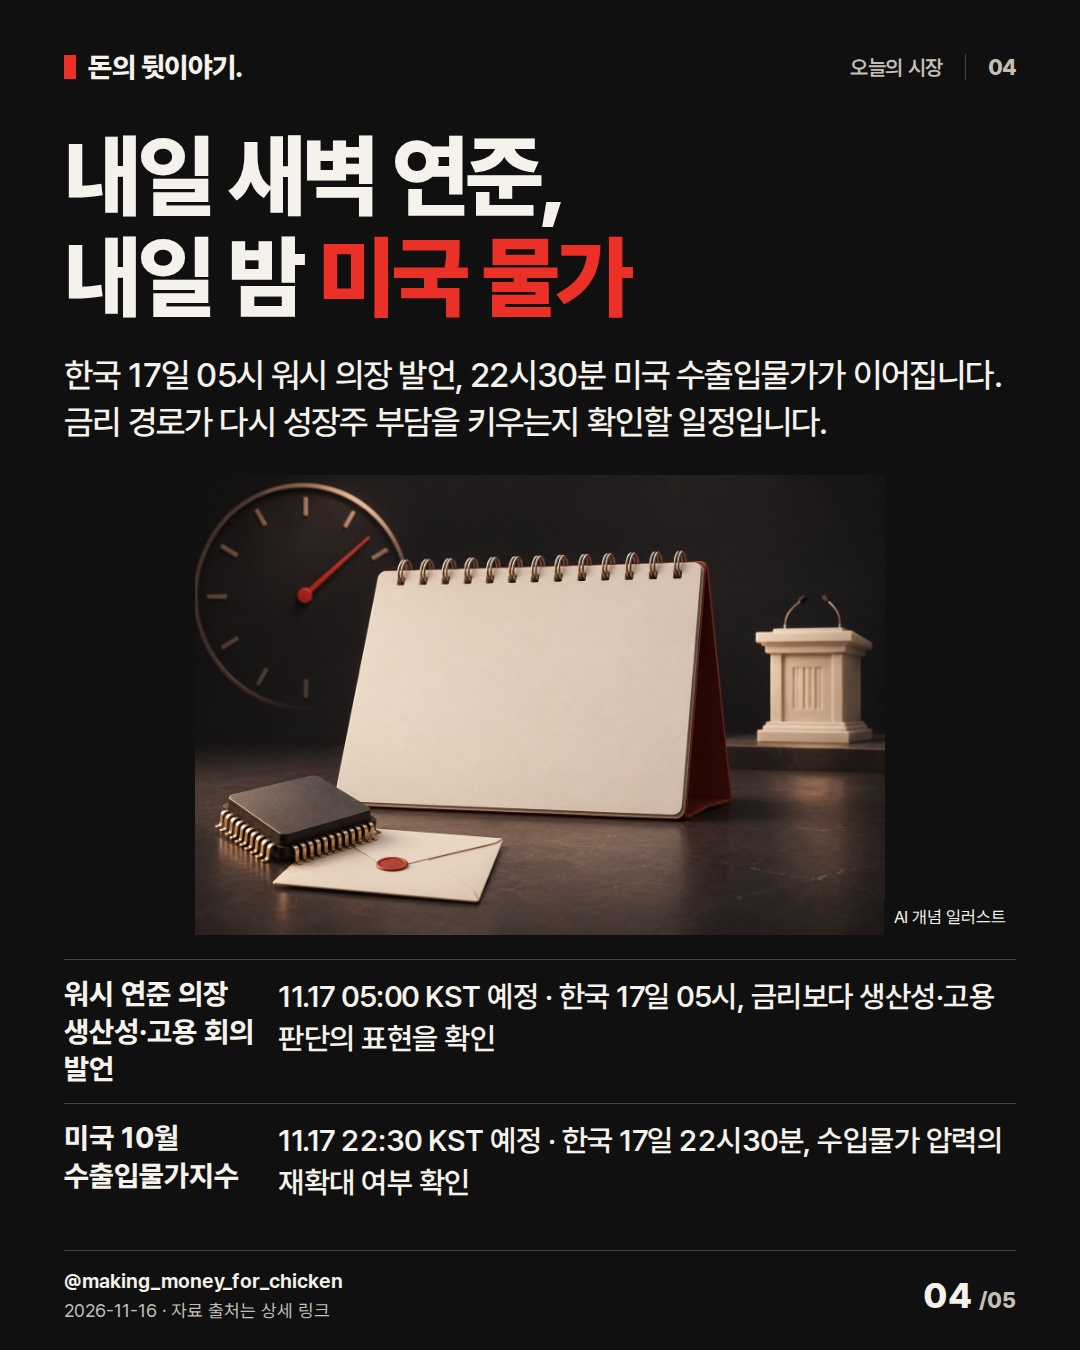 돈의 뒷이야기.
오늘의 시장 04
내일 새벽 연준,
내일 밤 미국 물가
한국 17일 05시 워시 의장 발언, 22시30분 미국 수출입물가가 이어집니다.
금리 경로가 다시 성장주 부담을 키우는지 확인할 일정입니다.
AI 개념 일러스트
워시 연준 의장
생산성·고용 회의
발언
11.17 05:00 KST 예정 · 한국 17일 05시, 금리보다 생산성·고용
판단의 표현을 확인
미국 10월
수출입물가지수
11.17 22:30 KST 예정 · 한국 17일 22시30분, 수입물가 압력의
재확대 여부 확인
@making_money_for_chicken
2026-11-16 · 자료 출처는 상세 링크
04 /05